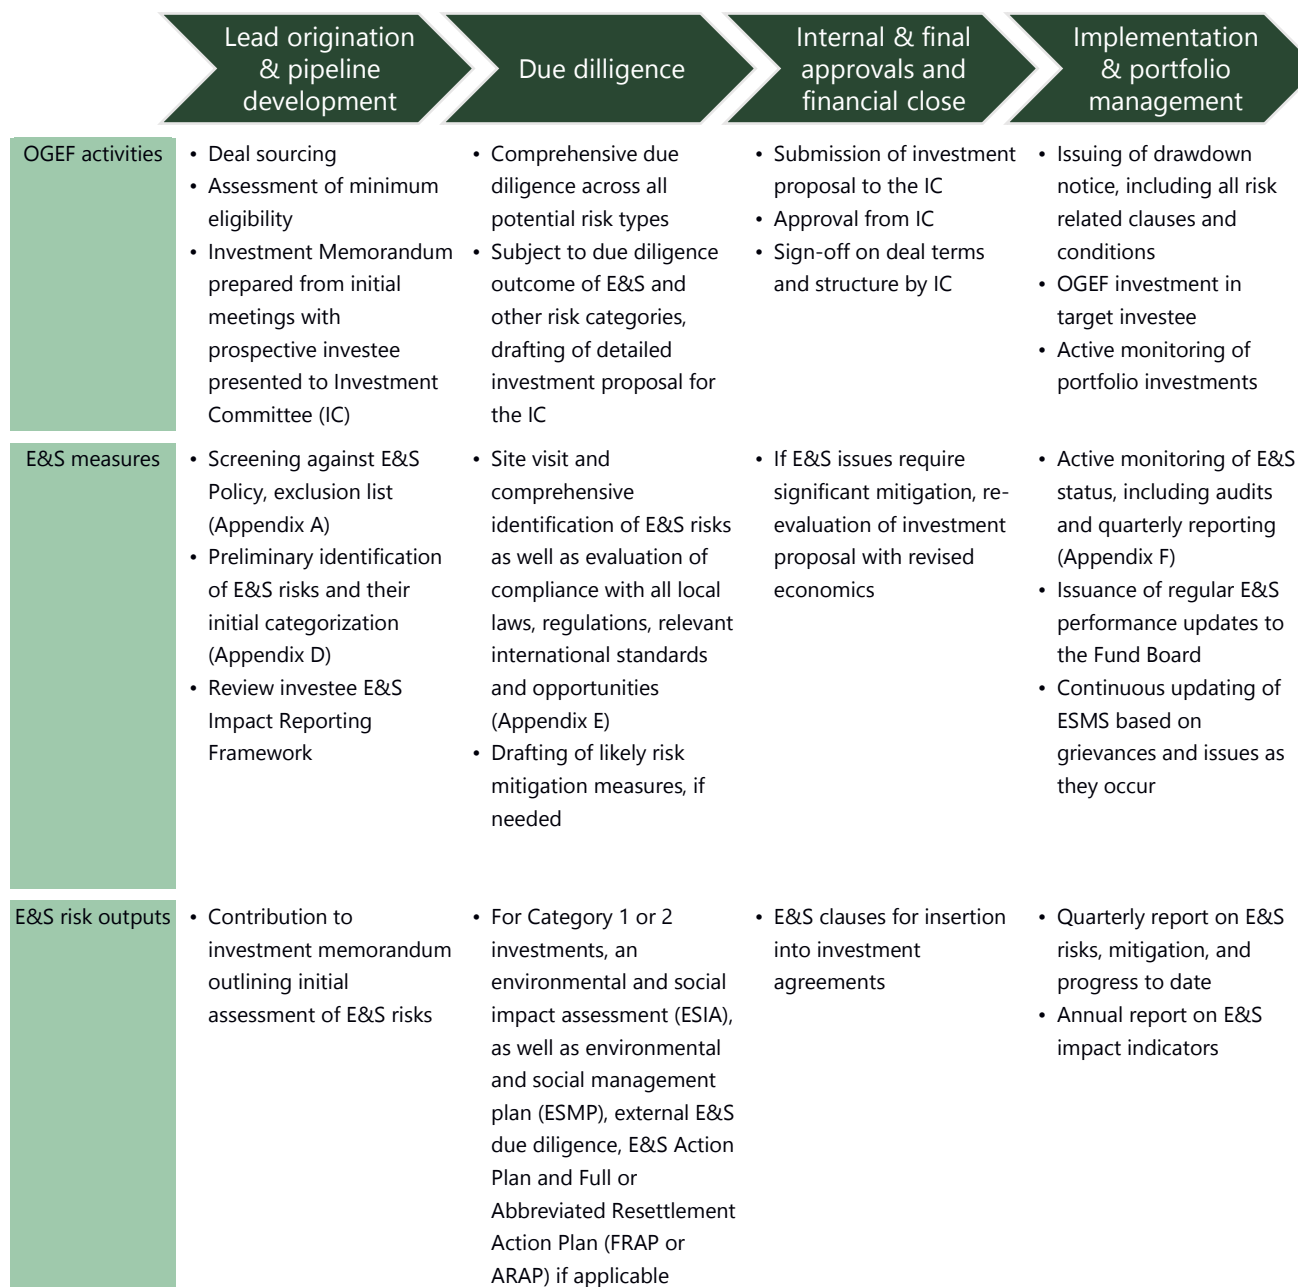 Lead origination
& pipeline
development
Due dilligence
Internal & final
approvals and
financial close
Implementation
& portfolio
management
OGEF activities
• Deal sourcing
• Assessment of minimum
eligibility
• Investment Memorandum
prepared from initial
meetings with
prospective investee
presented to Investment
Committee (IC)
• Comprehensive due
diligence across all
potential risk types
• Subject to due diligence
outcome of E&S and
other risk categories,
drafting of detailed
investment proposal for
the IC
• Submission of investment
proposal to the IC
• Approval from IC
• Sign-off on deal terms
and structure by IC
• Issuing of drawdown
notice, including all risk
related clauses and
conditions
• OGEF investment in
target investee
• Active monitoring of
portfolio investments
E&S measures
• Screening against E&S
Policy, exclusion list
(Appendix A)
• Preliminary identification
of E&S risks and their
initial categorization
(Appendix D)
• Review investee E&S
Impact Reporting
Framework
• Site visit and
comprehensive
identification of E&S risks
as well as evaluation of
compliance with all local
laws, regulations, relevant
international standards
and opportunities
(Appendix E)
• Drafting of likely risk
mitigation measures, if
needed
• If E&S issues require
significant mitigation, re-
evaluation of investment
proposal with revised
economics
• Active monitoring of E&S
status, including audits
and quarterly reporting
(Appendix F)
• Issuance of regular E&S
performance updates to
the Fund Board
• Continuous updating of
ESMS based on
grievances and issues as
they occur
E&S risk outputs
• Contribution to
investment memorandum
outlining initial
assessment of E&S risks
• For Category 1 or 2
investments, an
environmental and social
impact assessment (ESIA),
as well as environmental
and social management
plan (ESMP), external E&S
due diligence, E&S Action
Plan and Full or
Abbreviated Resettlement
Action Plan (FRAP or
ARAP) if applicable
• E&S clauses for insertion
into investment
agreements
• Quarterly report on E&S
risks, mitigation, and
progress to date
• Annual report on E&S
impact indicators